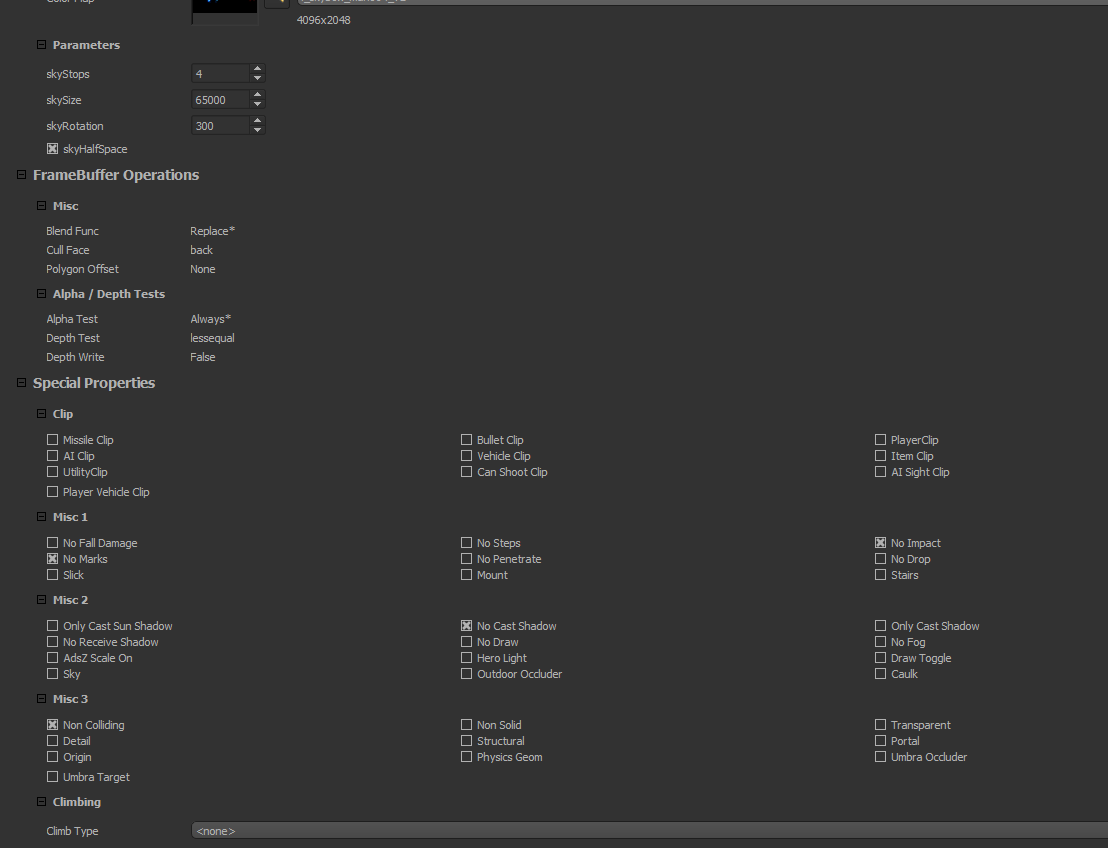 Color Map
4096x2048
Parameters
skyStops 4
skySize 65000
skyRotation 300
skyHalfSpace
FrameBuffer Operations
Misc
Blend Func Replace*
Cull Face back
Polygon Offset None
Alpha / Depth Tests
Alpha Test Always*
Depth Test lessequal
Depth Write False
Special Properties
Clip
Missile Clip Bullet Clip PlayerClip
AI Clip Vehicle Clip Item Clip
UtilityClip Can Shoot Clip AI Sight Clip
Player Vehicle Clip
Misc 1
No Fall Damage No Steps No Impact
No Marks No Penetrate No Drop
Slick Mount Stairs
Misc 2
Only Cast Sun Shadow No Cast Shadow Only Cast Shadow
No Receive Shadow No Draw No Fog
AdsZ Scale On Hero Light Draw Toggle
Sky Outdoor Occluder Caulk
Misc 3
Non Colliding Non Solid Transparent
Detail Structural Portal
Origin Physics Geom Umbra Occluder
Umbra Target
Climbing
Climb Type <none>